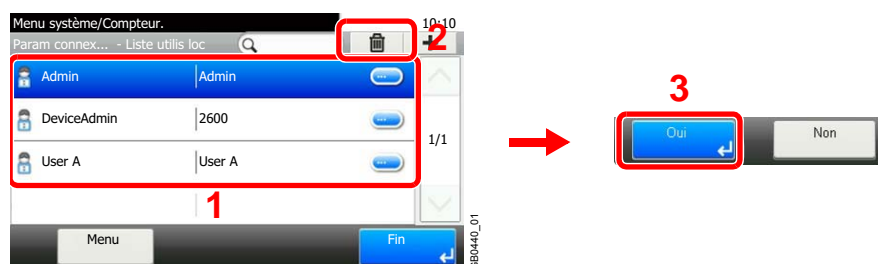 Menu système/Compteur.
10:10
Param connex... - Liste utilis loc
2
Admin
Admin
DeviceAdmin
2600
1/1
User A
User A
1
Menu
Fin
3
Oui
Non